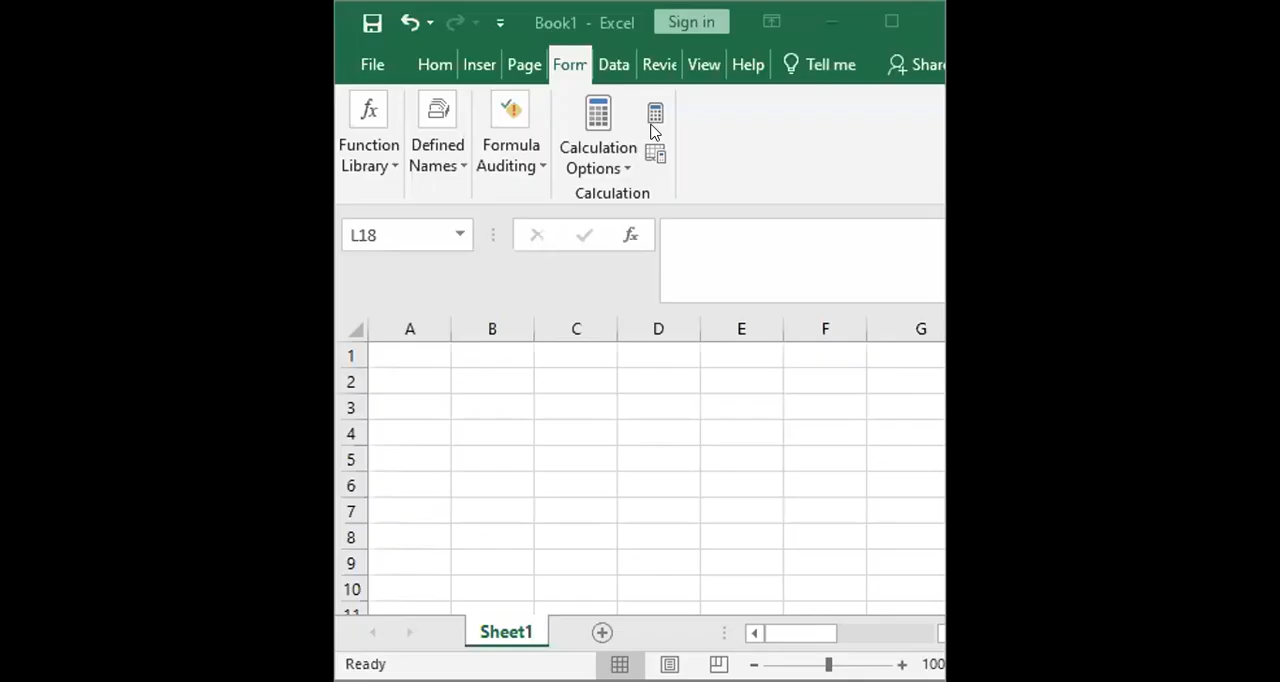 Book1 - Excel
Sign in
File Hom Inser Page Form Data Revie View Help Tell me Shar
fx
Function Library
Defined Names
Formula Auditing
Calculation Options
Calculation
L18
fx
A B C D E F G
1
2
3
4
5
6
7
8
9
10
11
Sheet1
Ready
100